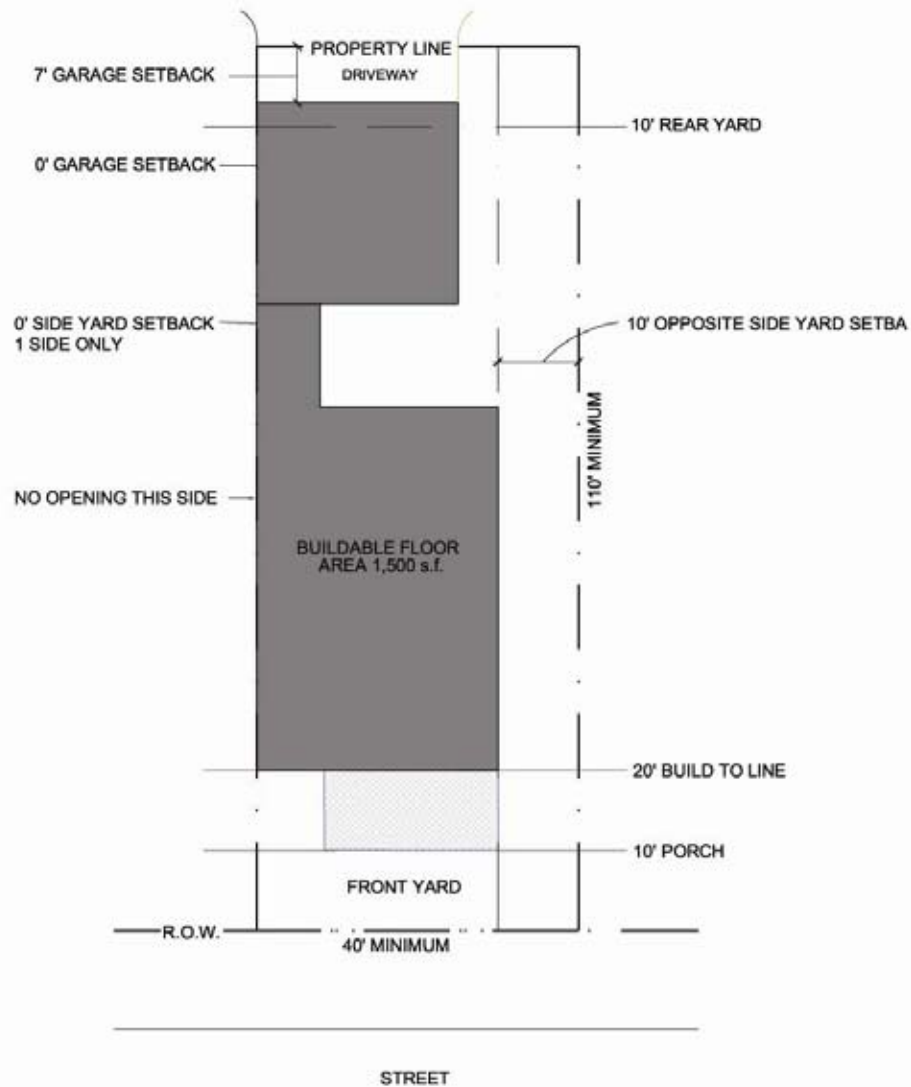 PROPERTY LINE
7' GARAGE SETBACK
DRIVEWAY
10' REAR YARD
0' GARAGE SETBACK
0' SIDE YARD SETBACK
1 SIDE ONLY
10' OPPOSITE SIDE YARD SETBA
110' MINIMUM
NO OPENING THIS SIDE
BUILDABLE FLOOR
AREA 1,500 s.f.
20' BUILD TO LINE
10' PORCH
FRONT YARD
R.O.W.
40' MINIMUM
STREET